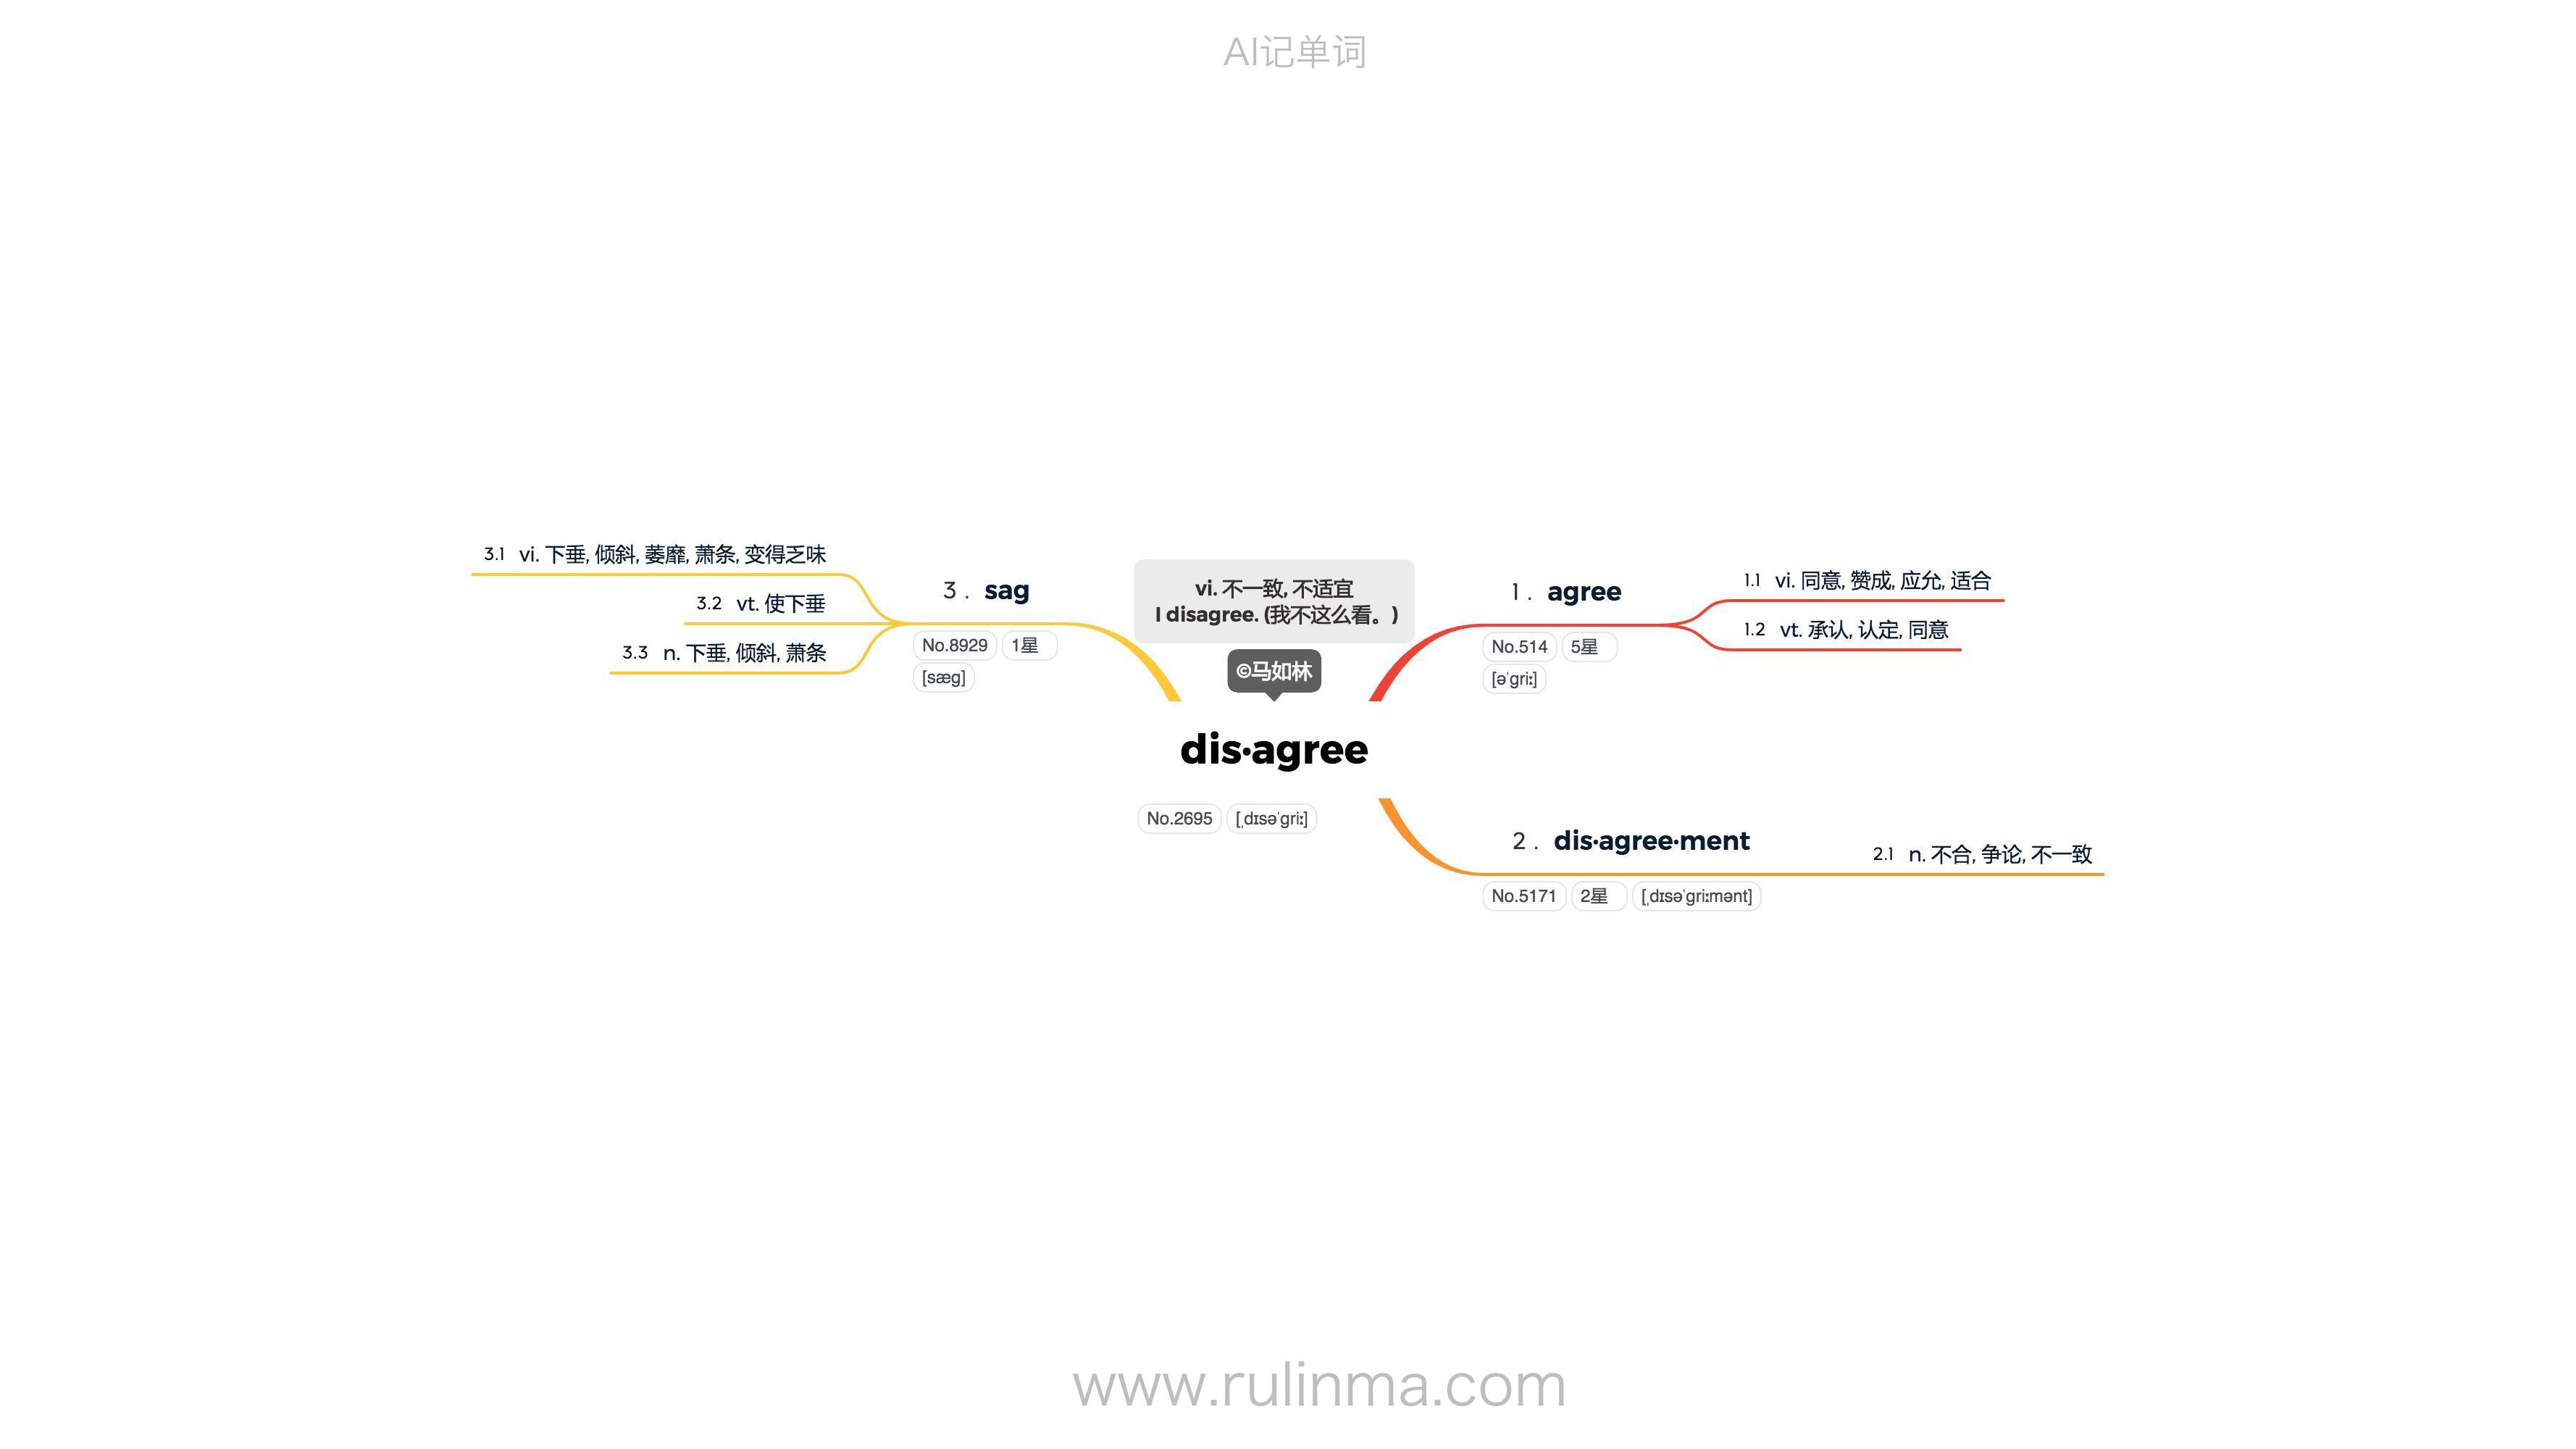 AI记单词
vi. 不一致, 不适宜
I disagree. (我不这么看。)
©马如林
dis·agree
No.2695 [ˌdɪsəˈɡriː]
1 . agree
No.514 5星
[əˈɡriː]
1.1 vi. 同意, 赞成, 应允, 适合
1.2 vt. 承认, 认定, 同意
2 . dis·agree·ment
No.5171 2星 [ˌdɪsəˈɡriːmənt]
2.1 n. 不合, 争论, 不一致
3 . sag
No.8929 1星
[sæɡ]
3.1 vi. 下垂, 倾斜, 萎靡, 萧条, 变得乏味
3.2 vt. 使下垂
3.3 n. 下垂, 倾斜, 萧条
www.rulinma.com